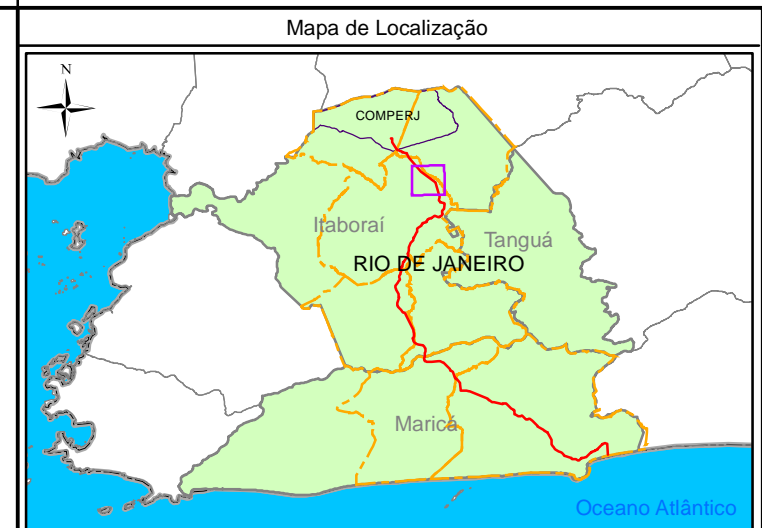 Mapa de Localização
N
COMPERJ
Itaboraí
Tanguá
RIO DE JANEIRO
Maricá
Oceano Atlântico